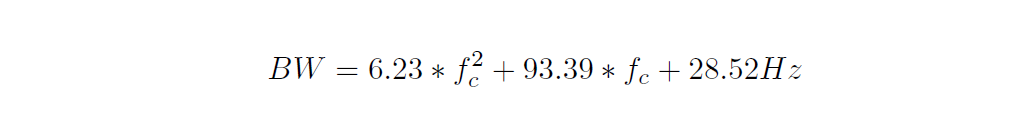 BW = 6.23 * f_c^2 + 93.39 * f_c + 28.52Hz